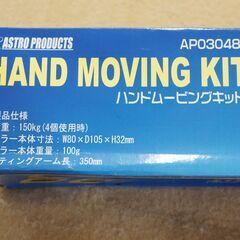 ASTRO PRODUCTS
AP03048
HAND MOVING KIT
ハンドムービングキット
製品仕様
重：150kg(4個使用時)
ラー本体寸法：W80×D105×H32mm
ラー本体重量：100g
ティングアーム長：350mm